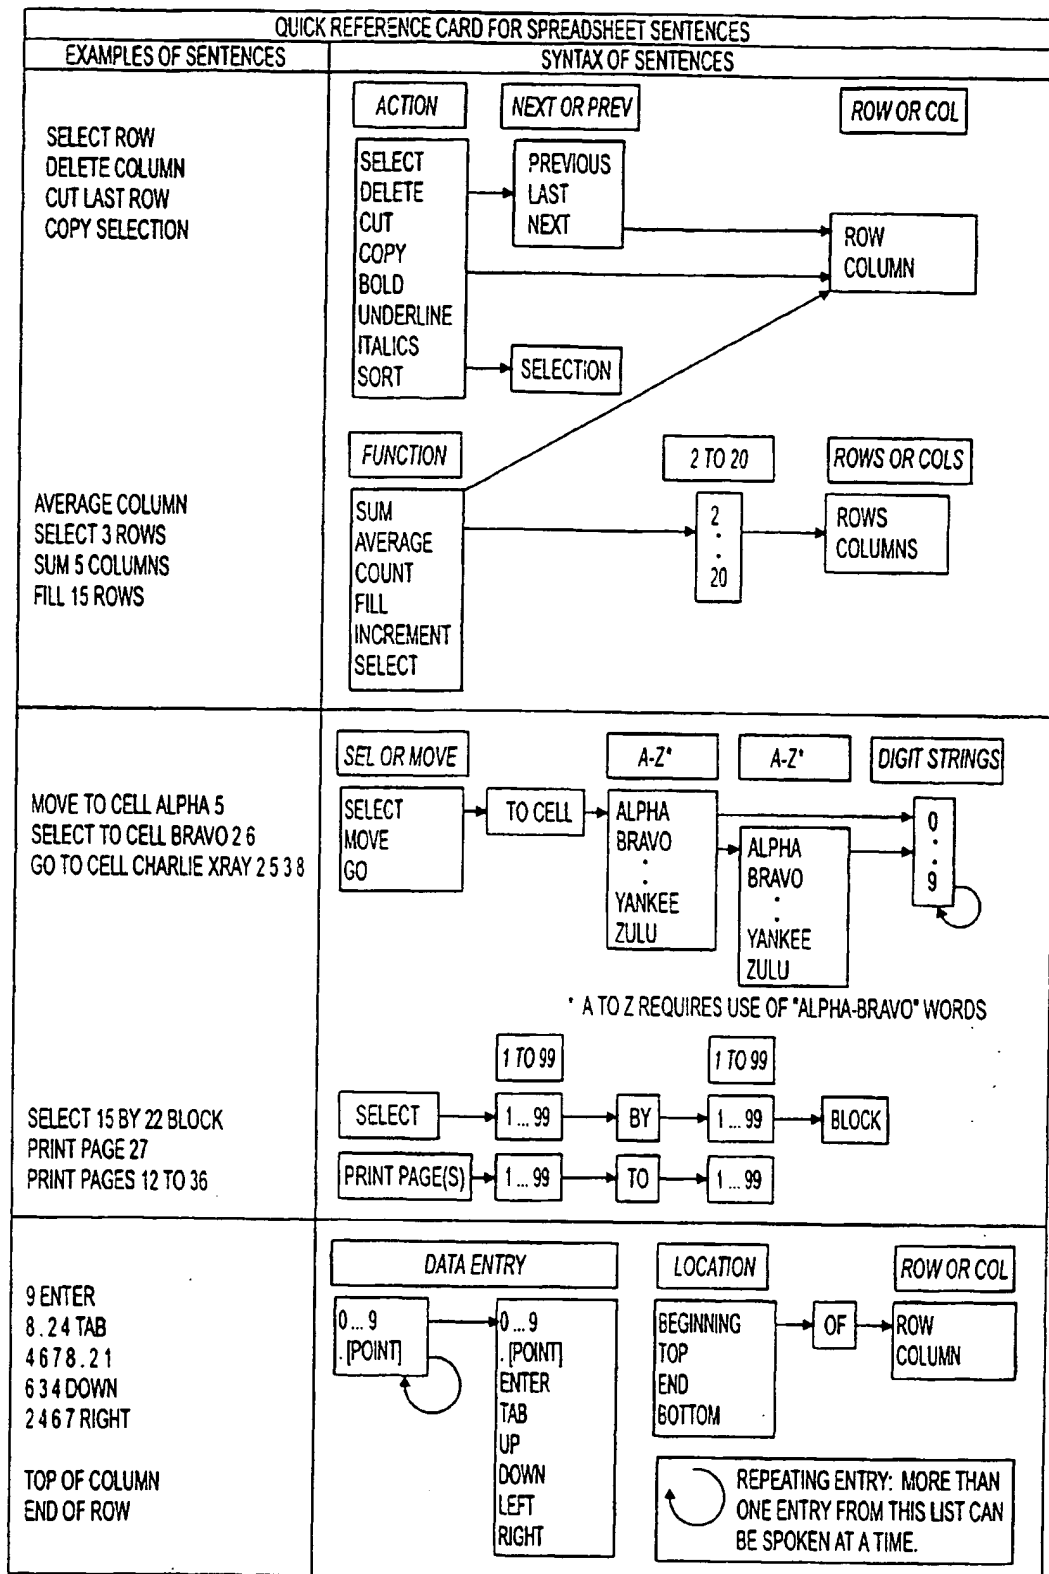 QUICK REFERENCE CARD FOR SPREADSHEET SENTENCES
EXAMPLES OF SENTENCES
SYNTAX OF SENTENCES
SELECT ROW
DELETE COLUMN
CUT LAST ROW
COPY SELECTION
ACTION
NEXT OR PREV
ROW OR COL
SELECT
DELETE
CUT
COPY
BOLD
UNDERLINE
ITALICS
SORT
PREVIOUS
LAST
NEXT
ROW
COLUMN
SELECTION
AVERAGE COLUMN
SELECT 3 ROWS
SUM 5 COLUMNS
FILL 15 ROWS
FUNCTION
2 TO 20
ROWS OR COLS
SUM
AVERAGE
COUNT
FILL
INCREMENT
SELECT
2
.
.
20
ROWS
COLUMNS
MOVE TO CELL ALPHA 5
SELECT TO CELL BRAVO 2 6
GO TO CELL CHARLIE XRAY 2 5 3 8
SEL OR MOVE
A-Z*
A-Z*
DIGIT STRINGS
SELECT
MOVE
GO
TO CELL
ALPHA
BRAVO
.
.
YANKEE
ZULU
ALPHA
BRAVO
.
.
YANKEE
ZULU
0
.
.
9
* A TO Z REQUIRES USE OF "ALPHA-BRAVO" WORDS
SELECT 15 BY 22 BLOCK
PRINT PAGE 27
PRINT PAGES 12 TO 36
1 TO 99
1 TO 99
SELECT
1 ... 99
BY
1 ... 99
BLOCK
PRINT PAGE(S)
1 ... 99
TO
1 ... 99
9 ENTER
8 . 24 TAB
4 6 7 8 . 2 1
6 3 4 DOWN
2 4 6 7 RIGHT
TOP OF COLUMN
END OF ROW
DATA ENTRY
LOCATION
ROW OR COL
0 ... 9
. [POINT]
0 ... 9
. [POINT]
ENTER
TAB
UP
DOWN
LEFT
RIGHT
BEGINNING
TOP
END
BOTTOM
OF
ROW
COLUMN
REPEATING ENTRY: MORE THAN
ONE ENTRY FROM THIS LIST CAN
BE SPOKEN AT A TIME.